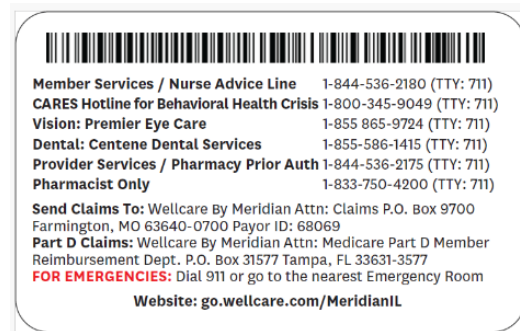 Member Services / Nurse Advice Line 1-844-536-2180 (TTY: 711)
CARES Hotline for Behavioral Health Crisis 1-800-345-9049 (TTY: 711)
Vision: Premier Eye Care 1-855 865-9724 (TTY: 711)
Dental: Centene Dental Services 1-855-586-1415 (TTY: 711)
Provider Services / Pharmacy Prior Auth 1-844-536-2175 (TTY: 711)
Pharmacist Only 1-833-750-4200 (TTY: 711)
Send Claims To: Wellcare By Meridian Attn: Claims P.O. Box 9700
Farmington, MO 63640-0700 Payor ID: 68069
Part D Claims: Wellcare By Meridian Attn: Medicare Part D Member
Reimbursement Dept. P.O. Box 31577 Tampa, FL 33631-3577
FOR EMERGENCIES: Dial 911 or go to the nearest Emergency Room
Website: go.wellcare.com/MeridianIL